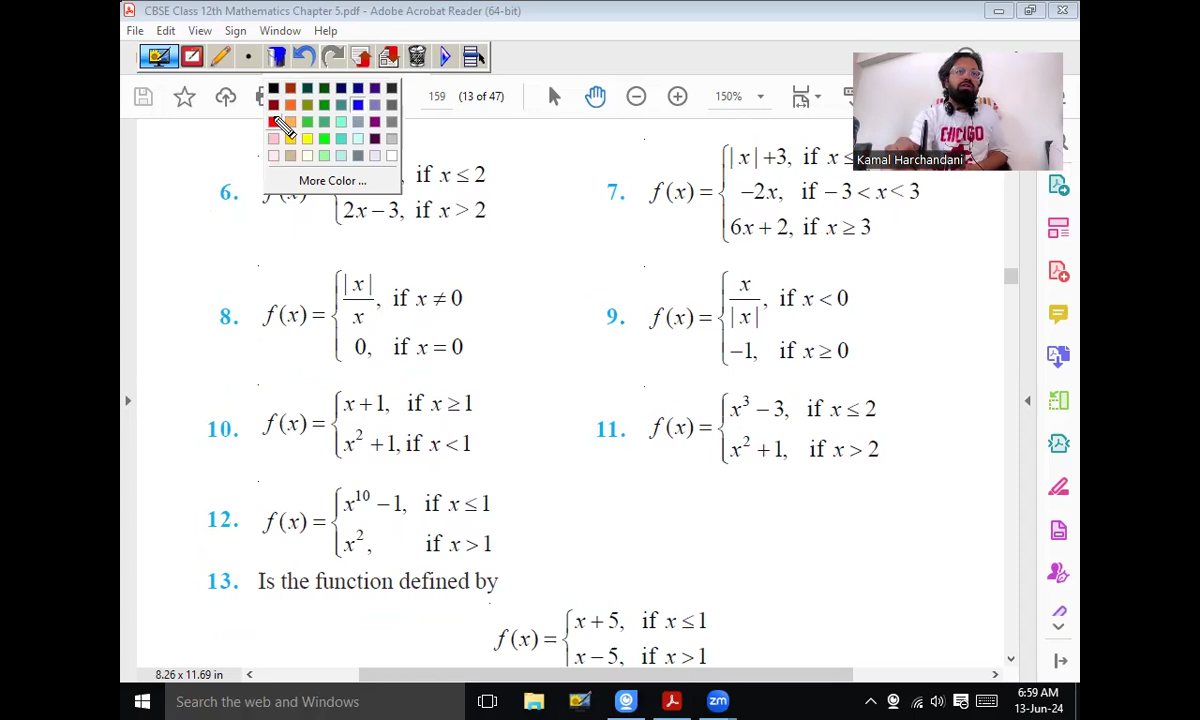 CBSE Class 12th Mathematics Chapter 5.pdf - Adobe Acrobat Reader (64-bit)
File Edit View Sign Window Help
159 (13 of 47) 150%
More Color ...
Kamal Harchandani
6. if x ≤ 2
2x − 3, if x > 2
7. f(x) = |x| + 3, if x ≤
−2x, if − 3 < x < 3
6x + 2, if x ≥ 3
8. f(x) = |x|/x, if x ≠ 0
0, if x = 0
9. f(x) = x/|x|, if x < 0
−1, if x ≥ 0
10. f(x) = x + 1, if x ≥ 1
x² + 1, if x < 1
11. f(x) = x³ − 3, if x ≤ 2
x² + 1, if x > 2
12. f(x) = x¹⁰ − 1, if x ≤ 1
x², if x > 1
13. Is the function defined by
f(x) = x + 5, if x ≤ 1
x − 5, if x > 1
8.26 x 11.69 in
Search the web and Windows
zm
6:59 AM
13-Jun-24